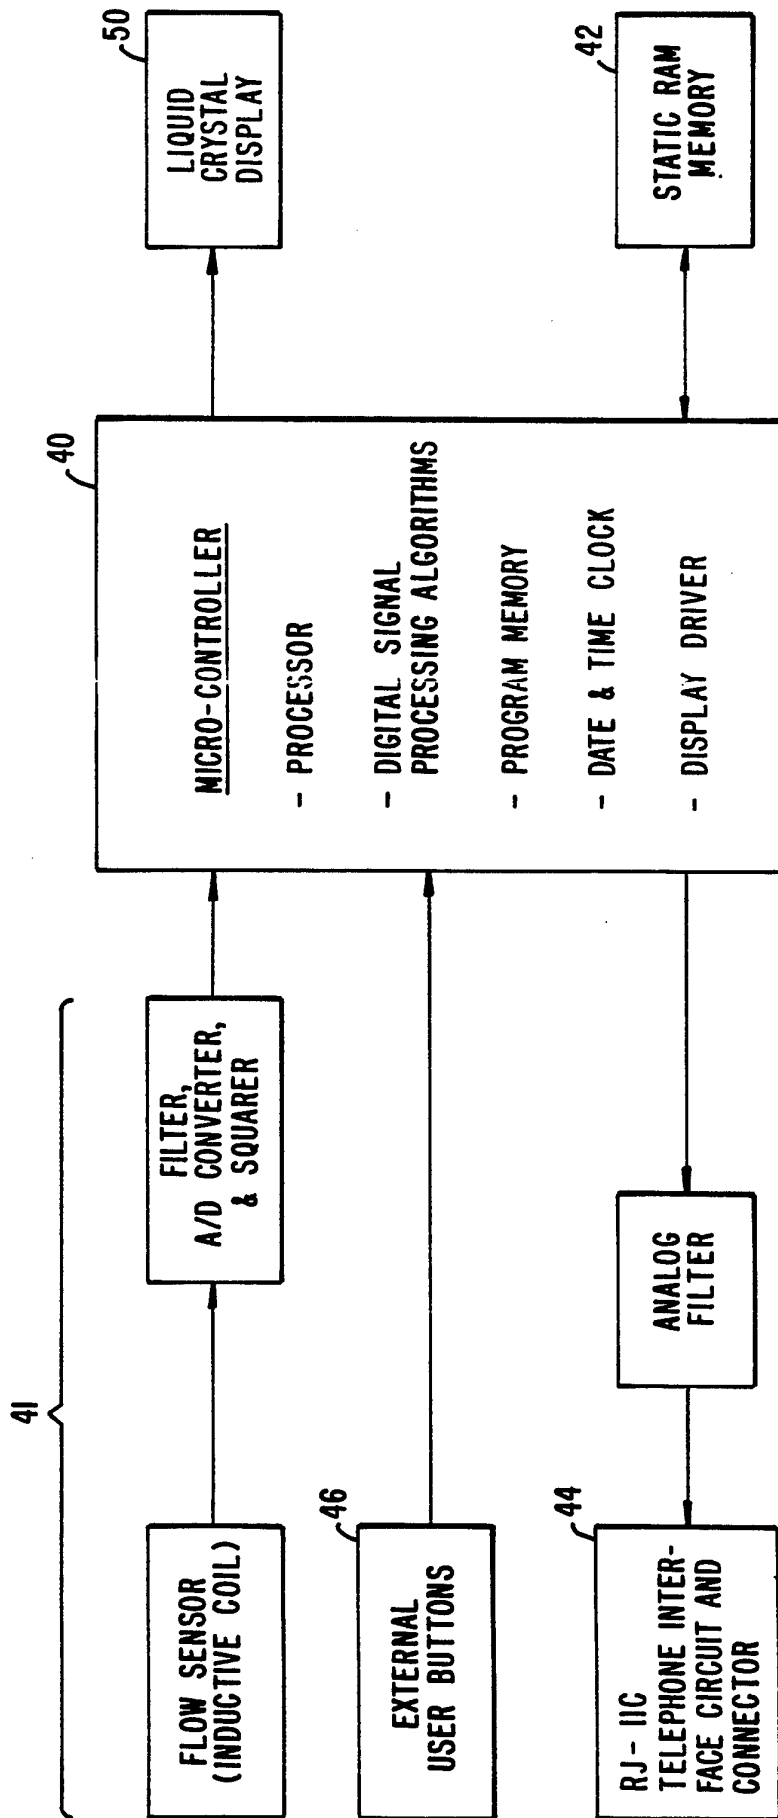 41
FLOW SENSOR
(INDUCTIVE COIL)
FILTER,
A/D CONVERTER,
& SQUARER
46
EXTERNAL
USER BUTTONS
44
RJ-11C
TELEPHONE INTER-
FACE CIRCUIT AND
CONNECTOR
ANALOG
FILTER
40
MICRO-CONTROLLER
- PROCESSOR
- DIGITAL SIGNAL
PROCESSING ALGORITHMS
- PROGRAM MEMORY
- DATE & TIME CLOCK
- DISPLAY DRIVER
50
LIQUID
CRYSTAL
DISPLAY
42
STATIC RAM
MEMORY